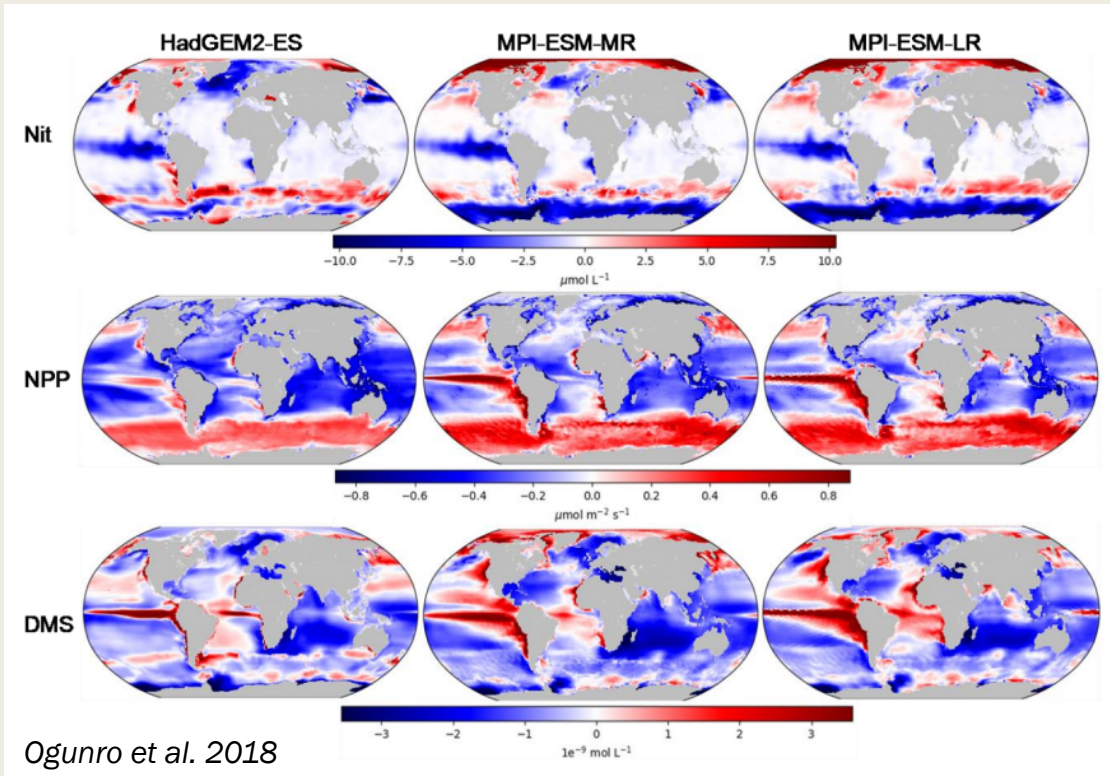 HadGEM2-ES MPI-ESM-MR MPI-ESM-LR
Nit
−10.0 −7.5 −5.0 −2.5 0.0 2.5 5.0 7.5 10.0
μmol L⁻¹
NPP
−0.8 −0.6 −0.4 −0.2 0.0 0.2 0.4 0.6 0.8
μmol m⁻² s⁻¹
DMS
−3 −2 −1 0 1 2 3
1e⁻⁹ mol L⁻¹
Ogunro et al. 2018